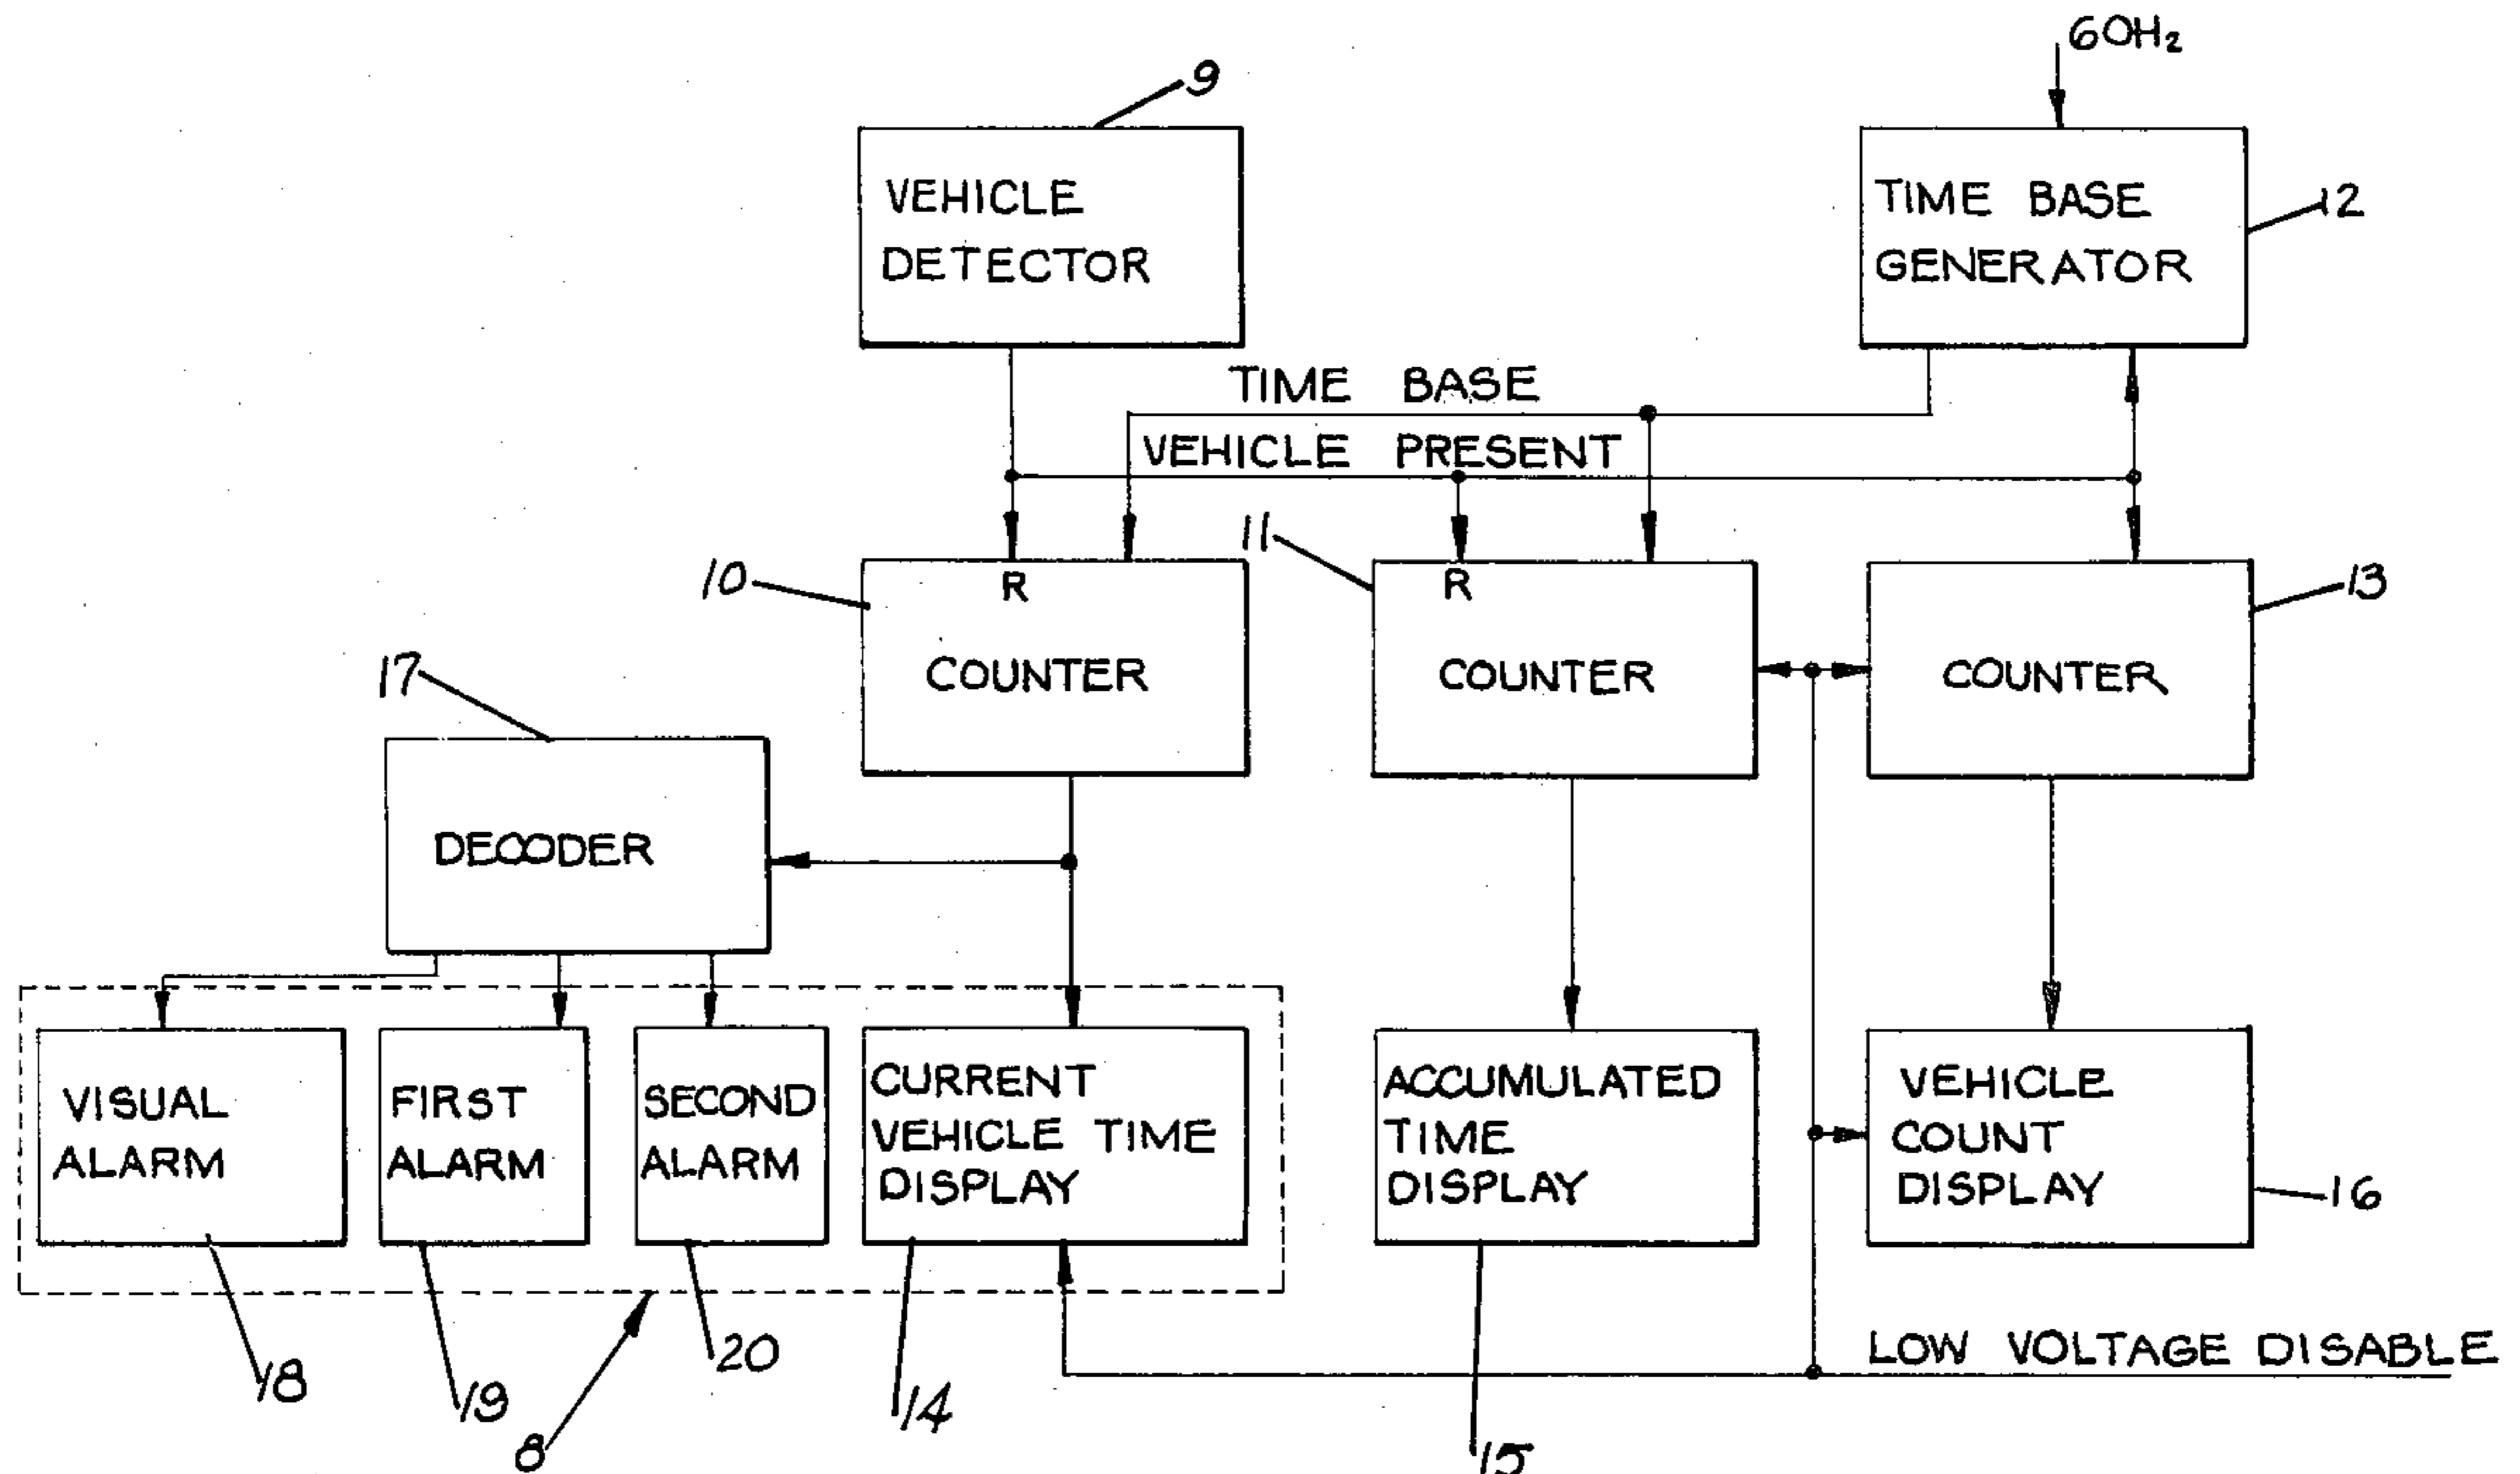 60H2
9
VEHICLE
DETECTOR
TIME BASE
GENERATOR
12
TIME BASE
VEHICLE PRESENT
10
R
COUNTER
11
R
COUNTER
COUNTER
13
17
DECODER
VISUAL
ALARM
FIRST
ALARM
SECOND
ALARM
CURRENT
VEHICLE TIME
DISPLAY
ACCUMULATED
TIME
DISPLAY
VEHICLE
COUNT
DISPLAY
16
LOW VOLTAGE DISABLE
18
19
8
20
14
15